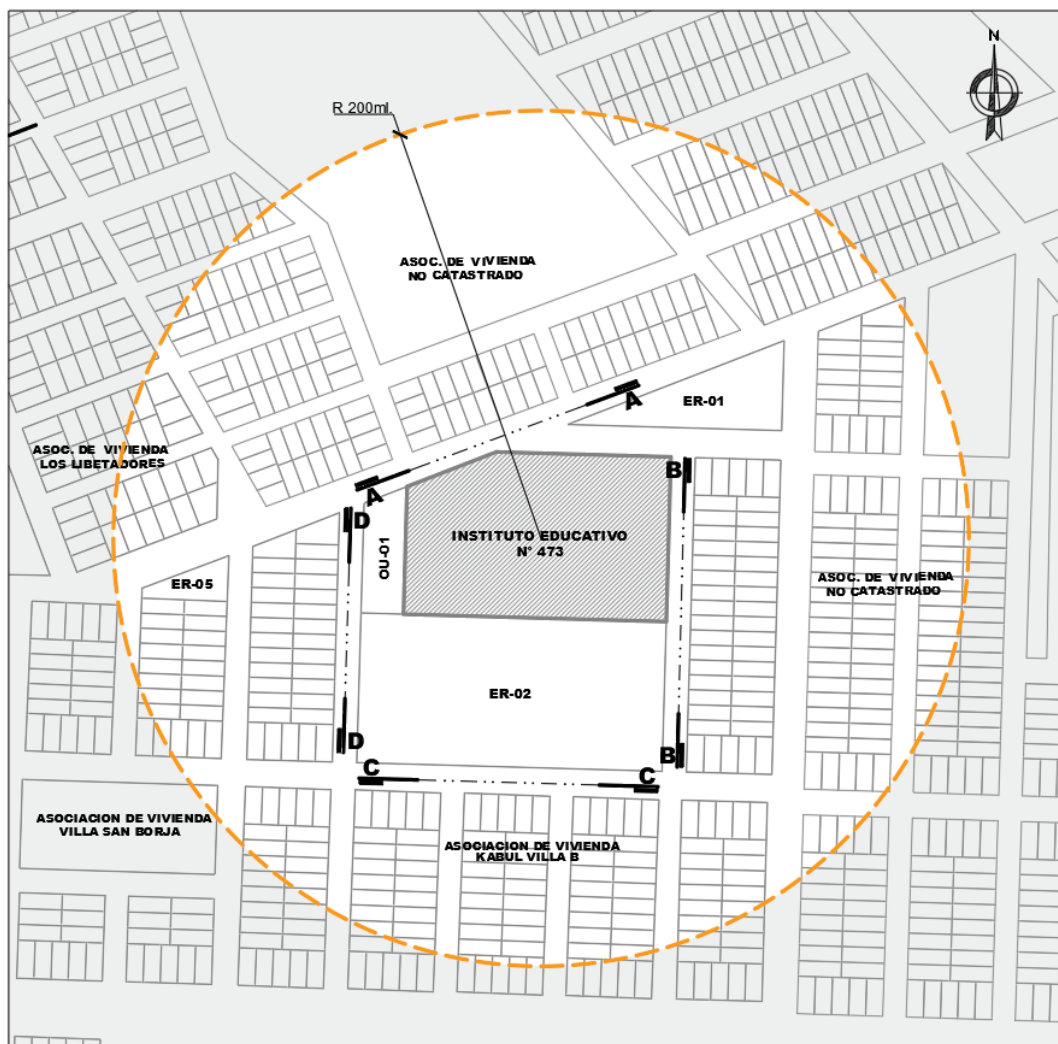 N
R 200ml.
ASOC. DE VIVIENDA
NO CATASTRADO
A
ER-01
ASOC. DE VIVIENDA
LOS LIBETADORES
B
A
D
INSTITUTO EDUCATIVO
N° 473
OU-01
ER-05
ASOC. DE VIVIENDA
NO CATASTRADO
ER-02
D
B
C
C
ASOCIACION DE VIVIENDA
VILLA SAN BORJA
ASOCIACION DE VIVIENDA
KABUL VILLA B